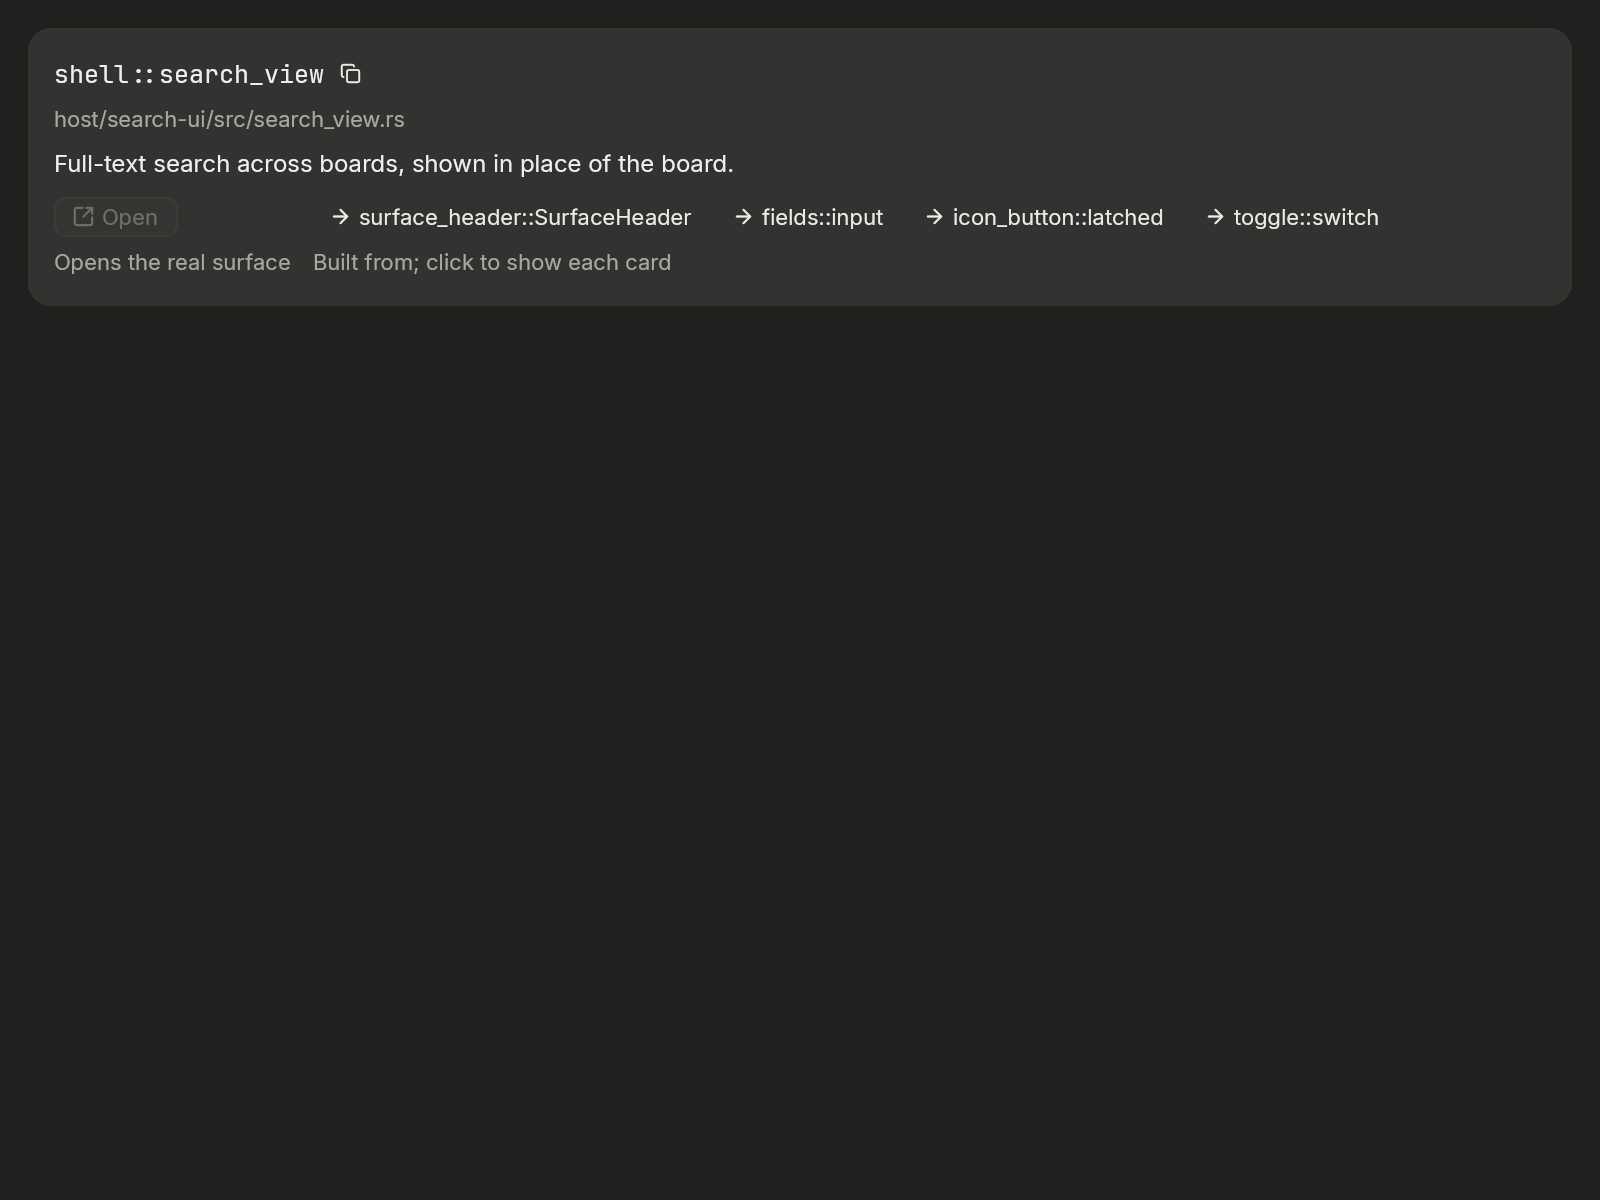 shell::search_view
host/search-ui/src/search_view.rs
Full-text search across boards, shown in place of the board.
Open → surface_header::SurfaceHeader → fields::input → icon_button::latched → toggle::switch
Opens the real surface Built from; click to show each card